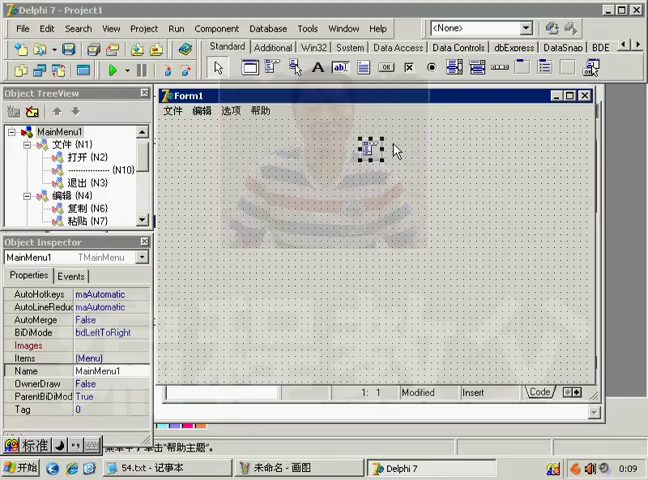 Delphi 7 - Project1
File Edit Search View Project Run Component Database Tools Window Help
<None>
Standard Additional Win32 System Data Access Data Controls dbExpress DataSnap BDE
Object TreeView
MainMenu1
文件 {N1}
打开 {N2}
{N10}
退出 {N3}
编辑 {N4}
复制 {N6}
粘贴 {N7}
Form1
文件 编辑 选项 帮助
Object Inspector
MainMenu1 TMainMenu
Properties Events
AutoHotkeys maAutomatic
AutoLineReduc maAutomatic
AutoMerge False
BiDiMode bdLeftToRight
Images
Items (Menu)
Name MainMenu1
OwnerDraw False
ParentBiDiMod True
Tag 0
1: 1 Modified Insert Code
标准
单击“帮助主题”。
开始 54.txt - 记事本 未命名 - 画图 Delphi 7 0:09